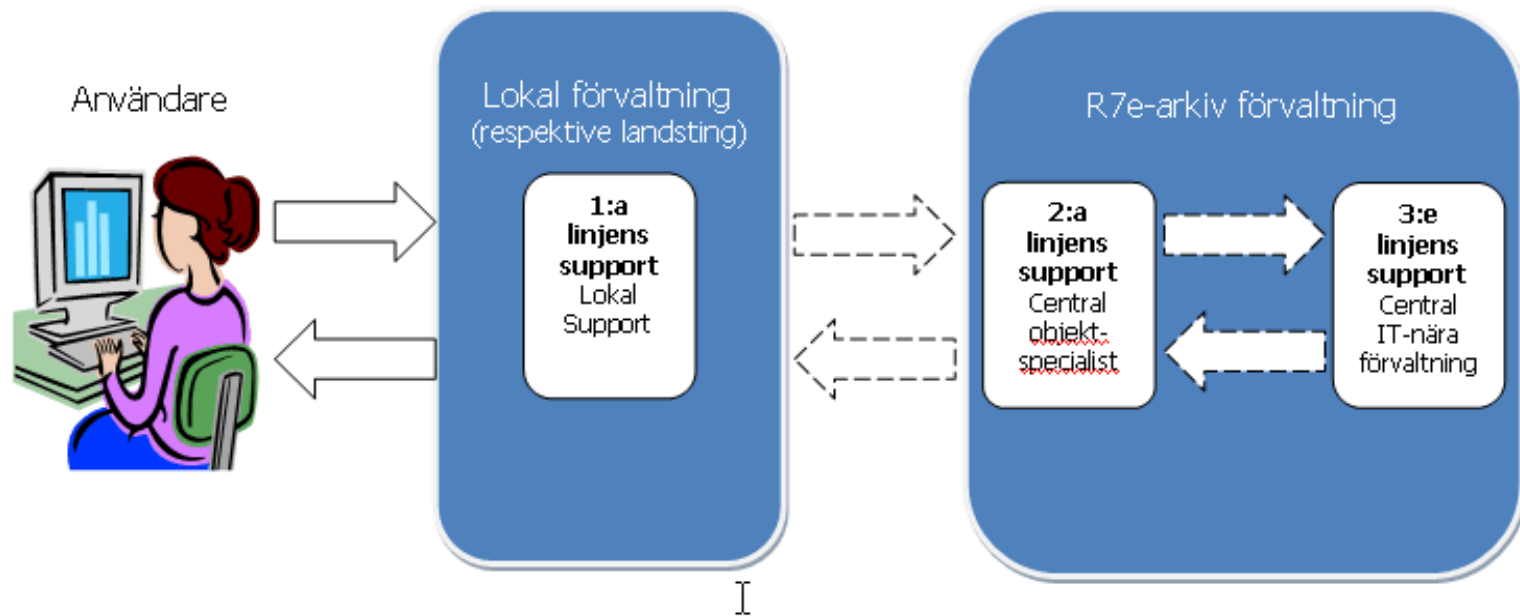 Användare
Lokal förvaltning
(respektive landsting)
1:a
linjens
support
Lokal
Support
R7e-arkiv förvaltning
2:a
linjens
support
Central
objekt-
specialist
3:e
linjens
support
Central
IT-nära
förvaltning